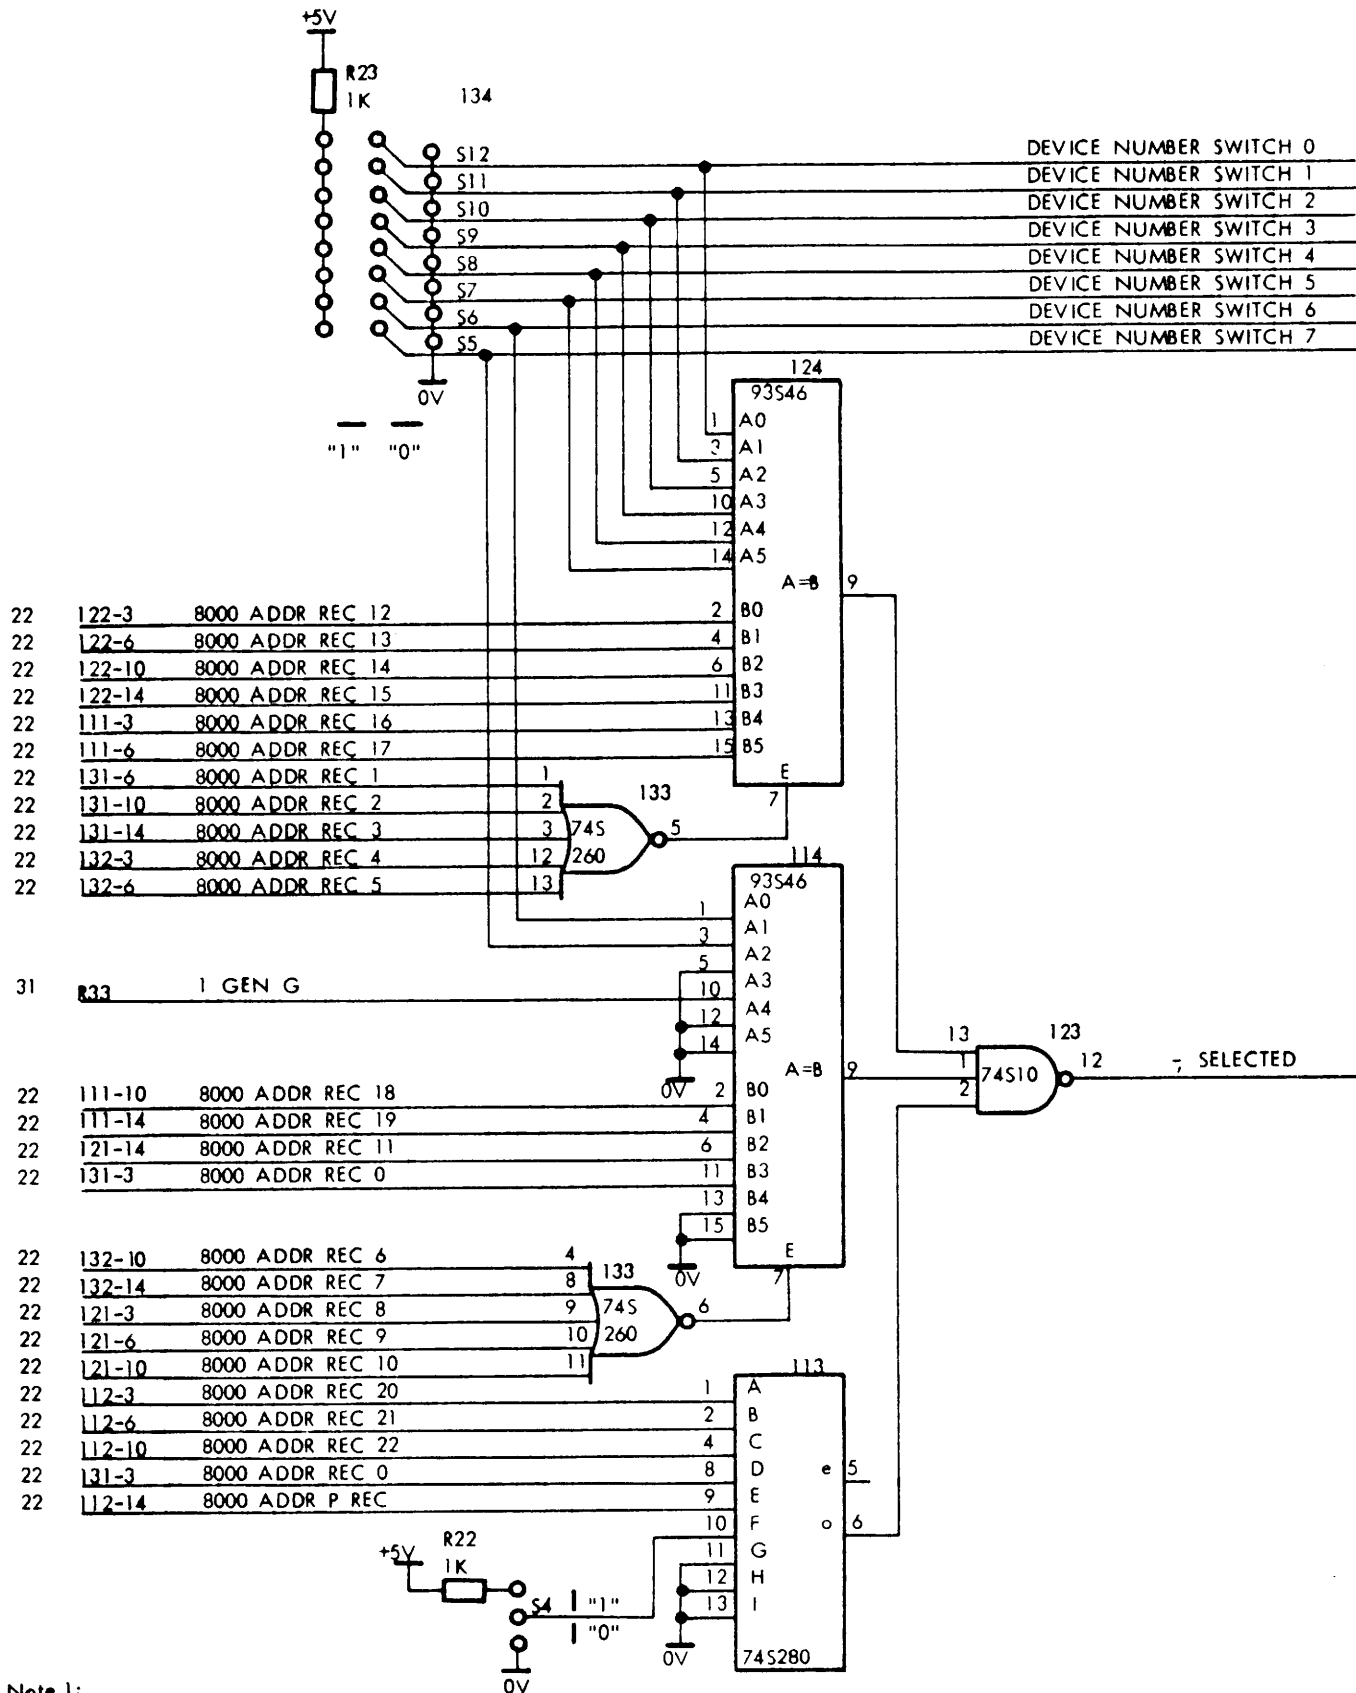 +5V
R23
1K
134
S12 DEVICE NUMBER SWITCH 0
S11 DEVICE NUMBER SWITCH 1
S10 DEVICE NUMBER SWITCH 2
S9 DEVICE NUMBER SWITCH 3
S8 DEVICE NUMBER SWITCH 4
S7 DEVICE NUMBER SWITCH 5
S6 DEVICE NUMBER SWITCH 6
S5 DEVICE NUMBER SWITCH 7
0V
"1" "0"
124
93S46
1 A0
3 A1
5 A2
10 A3
12 A4
14 A5
A=B 9
22 122-3 8000 ADDR REC 12 2 B0
22 122-6 8000 ADDR REC 13 4 B1
22 122-10 8000 ADDR REC 14 6 B2
22 122-14 8000 ADDR REC 15 11 B3
22 111-3 8000 ADDR REC 16 13 B4
22 111-6 8000 ADDR REC 17 15 B5
E
7
22 131-6 8000 ADDR REC 1 1
22 131-10 8000 ADDR REC 2 2
22 131-14 8000 ADDR REC 3 3
22 132-3 8000 ADDR REC 4 12
22 132-6 8000 ADDR REC 5 13
133
74S
260
5
114
93S46
1 A0
3 A1
A2
5 A3
10 A4
12 A5
14
31 R33 1 GEN G
0V
A=B 9
22 111-10 8000 ADDR REC 18 2 B0
22 111-14 8000 ADDR REC 19 4 B1
22 121-14 8000 ADDR REC 11 6 B2
22 131-3 8000 ADDR REC 0 11 B3
13 B4
15 B5
0V
E
7
13
1
2
123
74S10
12 -, SELECTED
22 132-10 8000 ADDR REC 6 4
22 132-14 8000 ADDR REC 7 8
22 121-3 8000 ADDR REC 8 9
22 121-6 8000 ADDR REC 9 10
22 121-10 8000 ADDR REC 10 11
133
74S
260
6
113
22 112-3 8000 ADDR REC 20 1 A
22 112-6 8000 ADDR REC 21 2 B
22 112-10 8000 ADDR REC 22 4 C
22 131-3 8000 ADDR REC 0 8 D e 5
22 112-14 8000 ADDR P REC 9 E
10 F o 6
11 G
12 H
13 I
0V
74S280
+5V
R22
1K
S4
"1"
"0"
0V
Note 1: